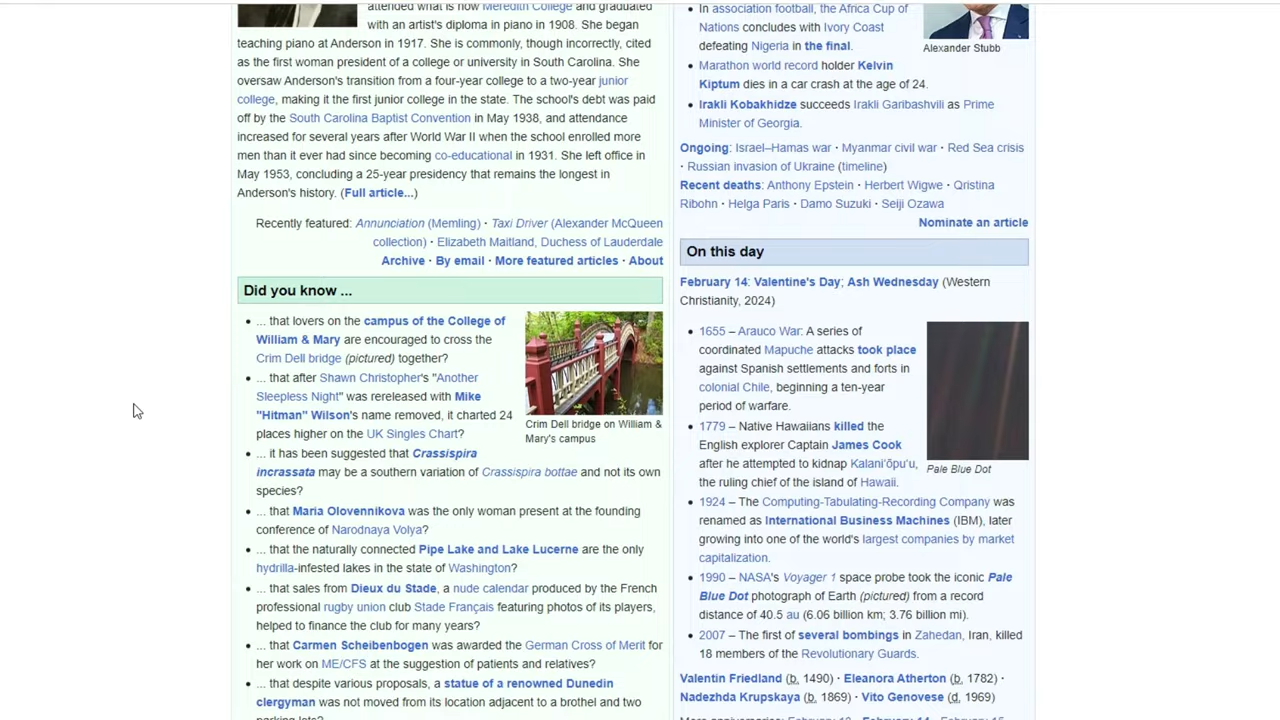 attended what is now Meredith College and graduated
with an artist's diploma in piano in 1908. She began
teaching piano at Anderson in 1917. She is commonly, though incorrectly, cited
as the first woman president of a college or university in South Carolina. She
oversaw Anderson's transition from a four-year college to a two-year junior
college, making it the first junior college in the state. The school's debt was paid
off by the South Carolina Baptist Convention in May 1938, and attendance
increased for several years after World War II when the school enrolled more
men than it ever had since becoming co-educational in 1931. She left office in
May 1953, concluding a 25-year presidency that remains the longest in
Anderson's history. (Full article...)
Recently featured: Annunciation (Memling) · Taxi Driver (Alexander McQueen
collection) · Elizabeth Maitland, Duchess of Lauderdale
Archive · By email · More featured articles · About
Did you know ...
... that lovers on the campus of the College of
William & Mary are encouraged to cross the
Crim Dell bridge (pictured) together?
... that after Shawn Christopher's "Another
Sleepless Night" was rereleased with Mike
"Hitman" Wilson's name removed, it charted 24
places higher on the UK Singles Chart?
Crim Dell bridge on William &
Mary's campus
... it has been suggested that Crassispira
incrassata may be a southern variation of Crassispira bottae and not its own
species?
... that Maria Olovennikova was the only woman present at the founding
conference of Narodnaya Volya?
... that the naturally connected Pipe Lake and Lake Lucerne are the only
hydrilla-infested lakes in the state of Washington?
... that sales from Dieux du Stade, a nude calendar produced by the French
professional rugby union club Stade Français featuring photos of its players,
helped to finance the club for many years?
... that Carmen Scheibenbogen was awarded the German Cross of Merit for
her work on ME/CFS at the suggestion of patients and relatives?
... that despite various proposals, a statue of a renowned Dunedin
clergyman was not moved from its location adjacent to a brothel and two
parking lots?
In association football, the Africa Cup of
Nations concludes with Ivory Coast
defeating Nigeria in the final.
Alexander Stubb
Marathon world record holder Kelvin
Kiptum dies in a car crash at the age of 24.
Irakli Kobakhidze succeeds Irakli Garibashvili as Prime
Minister of Georgia.
Ongoing: Israel–Hamas war · Myanmar civil war · Red Sea crisis
· Russian invasion of Ukraine (timeline)
Recent deaths: Anthony Epstein · Herbert Wigwe · Qristina
Ribohn · Helga Paris · Damo Suzuki · Seiji Ozawa
Nominate an article
On this day
February 14: Valentine's Day; Ash Wednesday (Western
Christianity, 2024)
1655 – Arauco War: A series of
coordinated Mapuche attacks took place
against Spanish settlements and forts in
colonial Chile, beginning a ten-year
period of warfare.
1779 – Native Hawaiians killed the
English explorer Captain James Cook
after he attempted to kidnap Kalaniʻōpuʻu,
the ruling chief of the island of Hawaii.
Pale Blue Dot
1924 – The Computing-Tabulating-Recording Company was
renamed as International Business Machines (IBM), later
growing into one of the world's largest companies by market
capitalization.
1990 – NASA's Voyager 1 space probe took the iconic Pale
Blue Dot photograph of Earth (pictured) from a record
distance of 40.5 au (6.06 billion km; 3.76 billion mi).
2007 – The first of several bombings in Zahedan, Iran, killed
18 members of the Revolutionary Guards.
Valentin Friedland (b. 1490) · Eleanora Atherton (b. 1782) ·
Nadezhda Krupskaya (b. 1869) · Vito Genovese (d. 1969)
More anniversaries: February 13 · February 14 · February 15